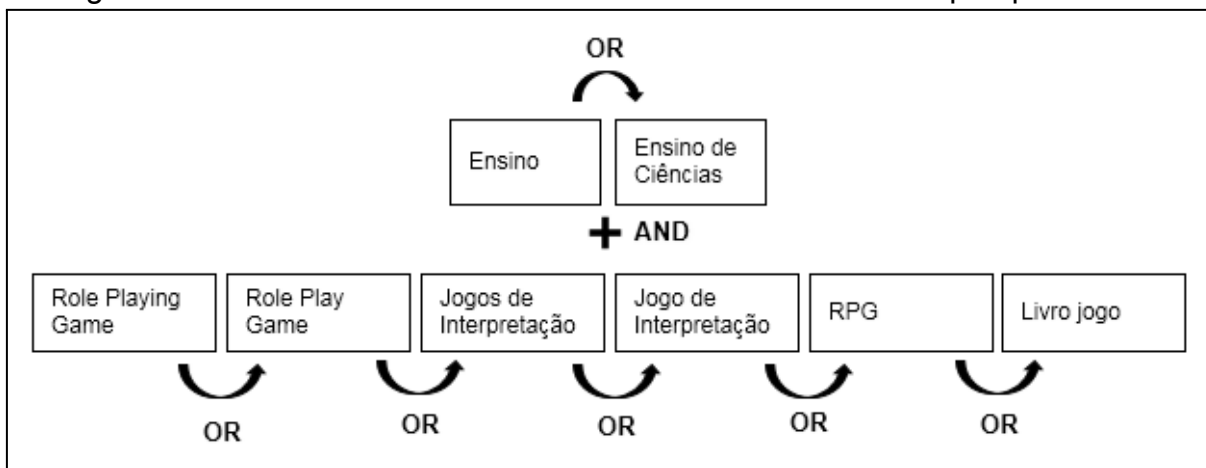 OR
Ensino
Ensino de
Ciências
+ AND
Role Playing
Game
Role Play
Game
Jogos de
Interpretação
Jogo de
Interpretação
RPG
Livro jogo
OR
OR
OR
OR
OR